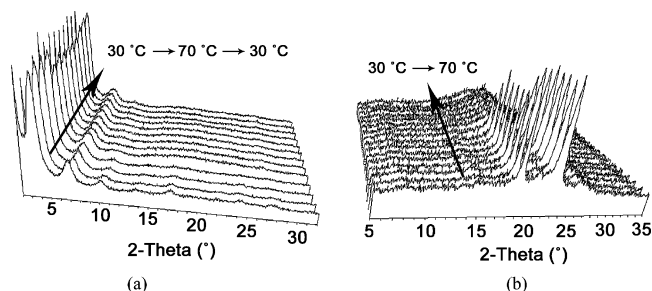 30 °C → 70 °C → 30 °C
5 10 15 20 25 30
2-Theta (°)
(a)
30 °C → 70 °C
5 10 15 20 25 30 35
2-Theta (°)
(b)